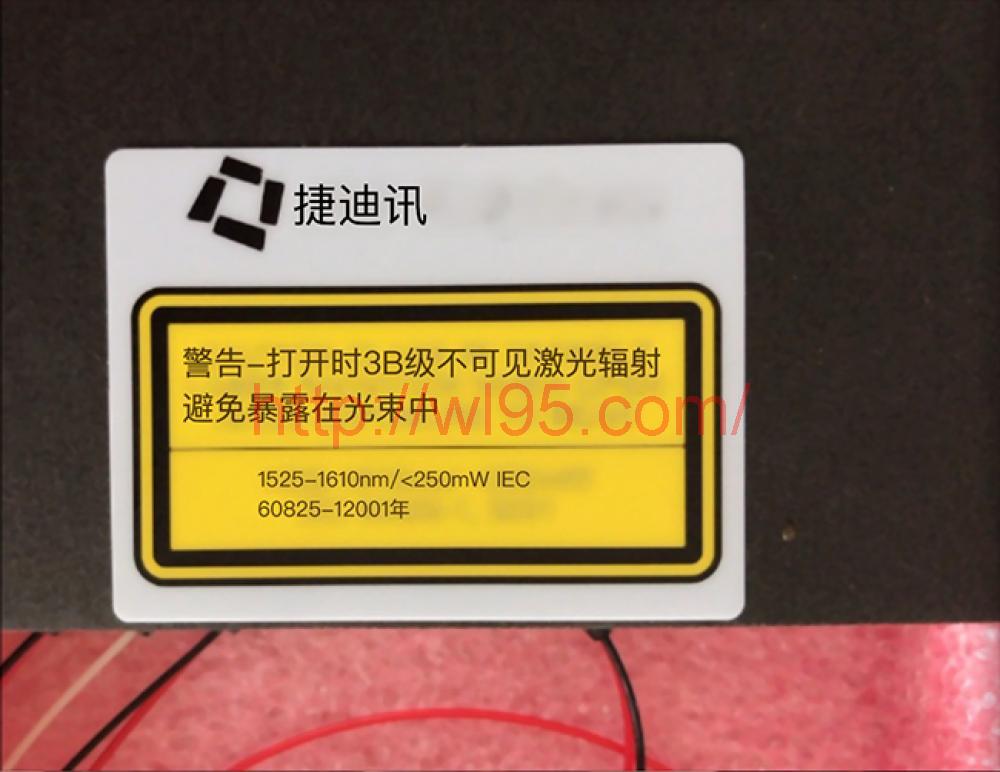 捷迪讯
警告-打开时3B级不可见激光辐射
避免暴露在光束中
http://wl95.com/
1525-1610nm/<250mW IEC
60825-12001年